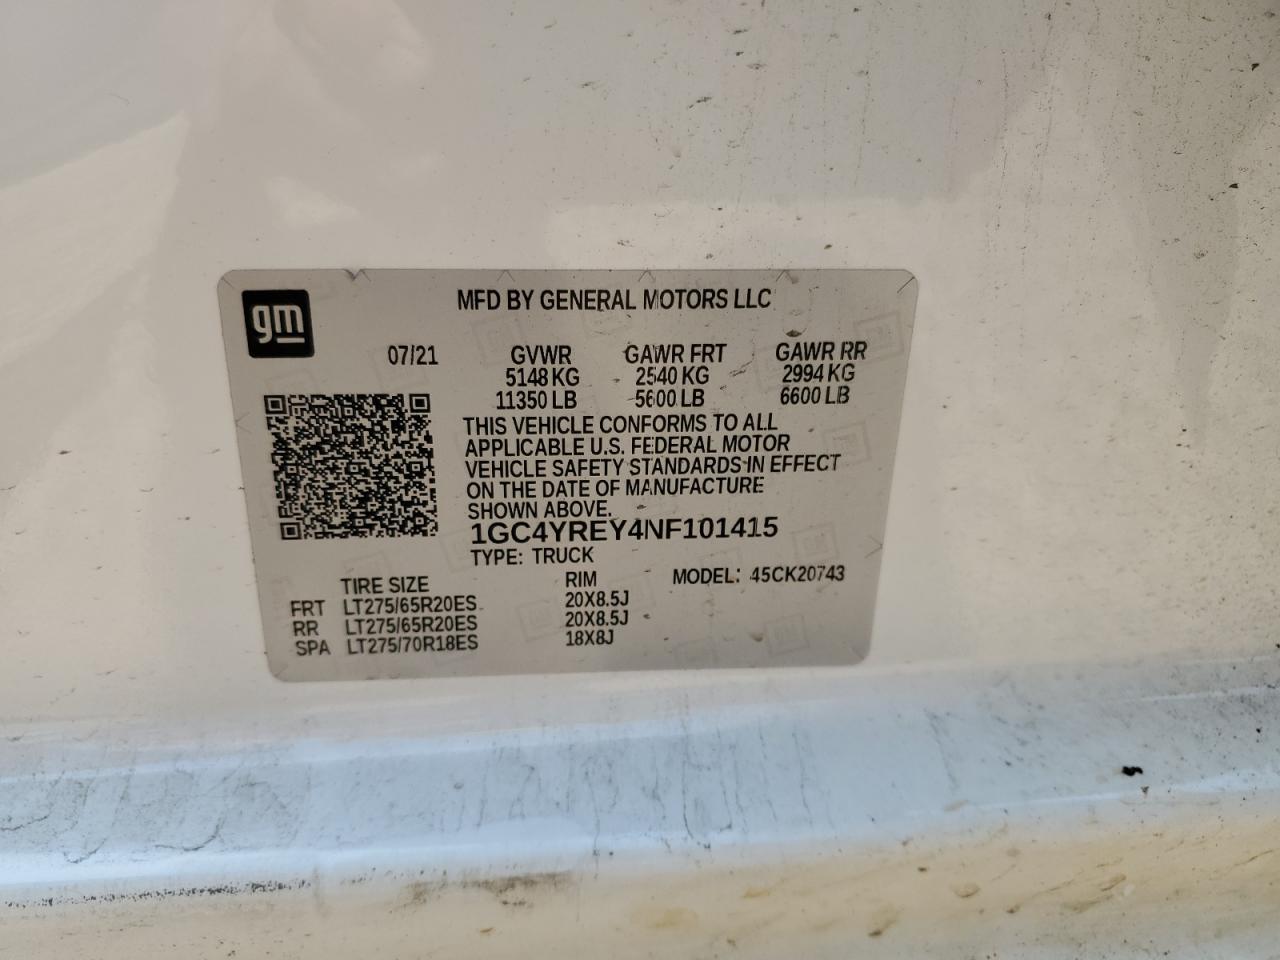 gm
MFD BY GENERAL MOTORS LLC
07/21 GVWR GAWR FRT GAWR RR
5148 KG 2540 KG 2994 KG
11350 LB 5600 LB 6600 LB
THIS VEHICLE CONFORMS TO ALL
APPLICABLE U.S. FEDERAL MOTOR
VEHICLE SAFETY STANDARDS IN EFFECT
ON THE DATE OF MANUFACTURE
SHOWN ABOVE.
1GC4YREY4NF101415
TYPE: TRUCK
TIRE SIZE RIM MODEL: 45CK20743
FRT LT275/65R20ES 20X8.5J
RR LT275/65R20ES 20X8.5J
SPA LT275/70R18ES 18X8J